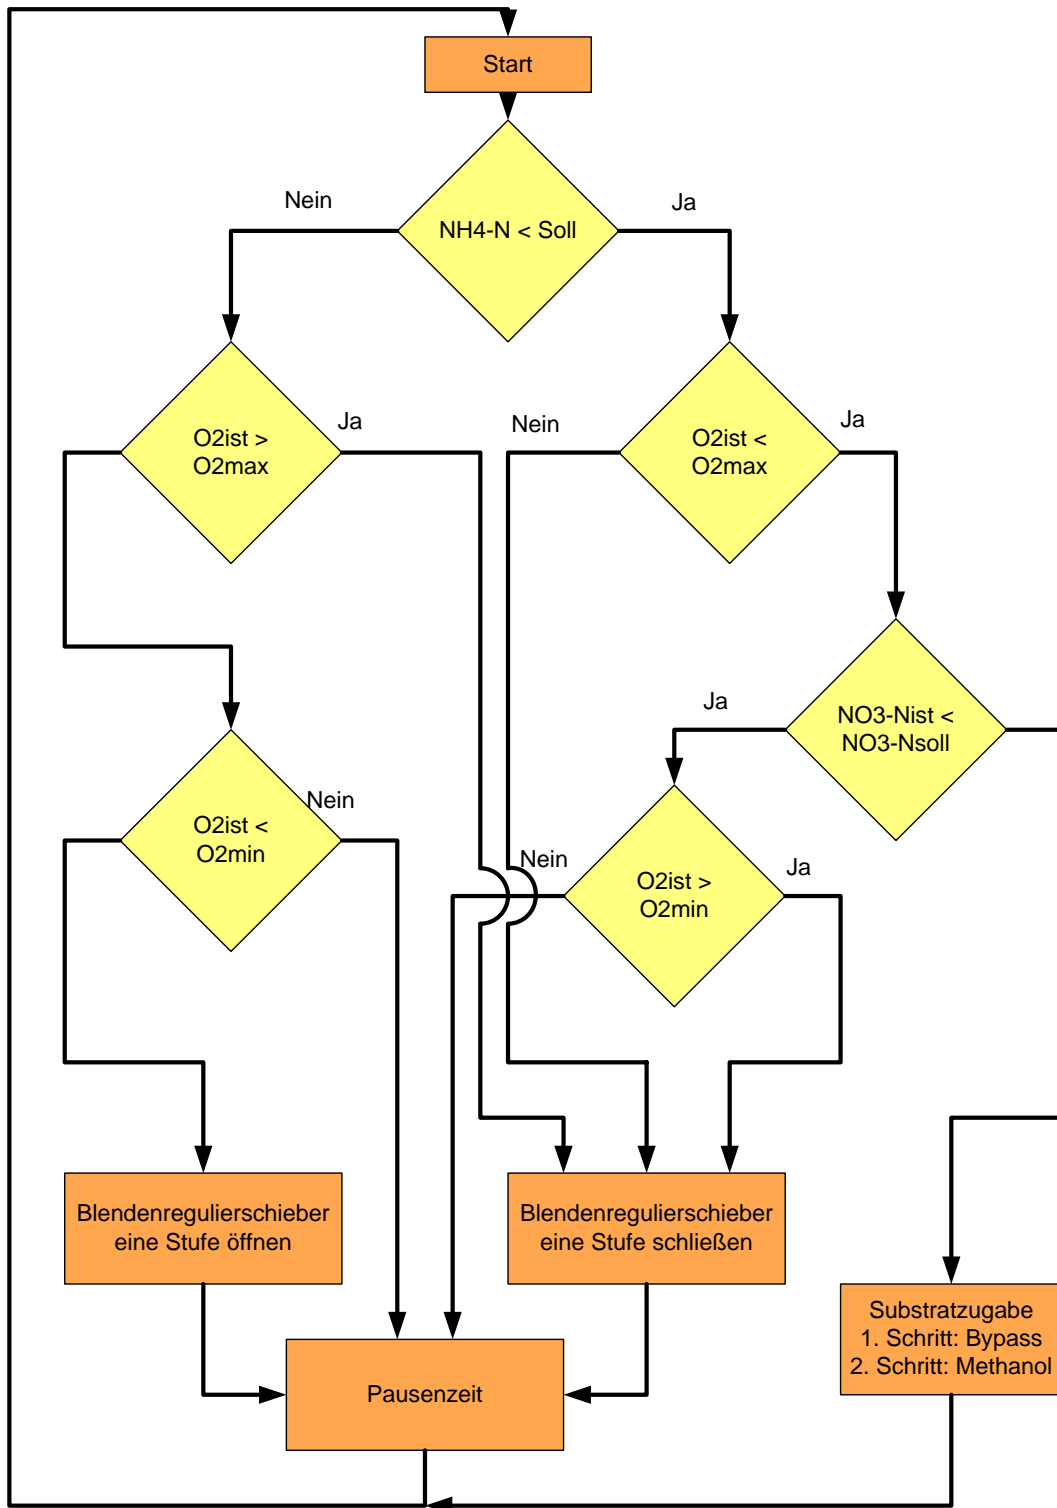 Start
NH4-N < Soll
Nein
Ja
O2ist >
O2max
Ja
Nein
O2ist <
O2max
Ja
Ja
NO3-Nist <
NO3-Nsoll
O2ist <
O2min
Nein
Nein
O2ist >
O2min
Ja
Blendenregulierschieber
eine Stufe öffnen
Blendenregulierschieber
eine Stufe schließen
Substratzugabe
1. Schritt: Bypass
2. Schritt: Methanol
Pausenzeit